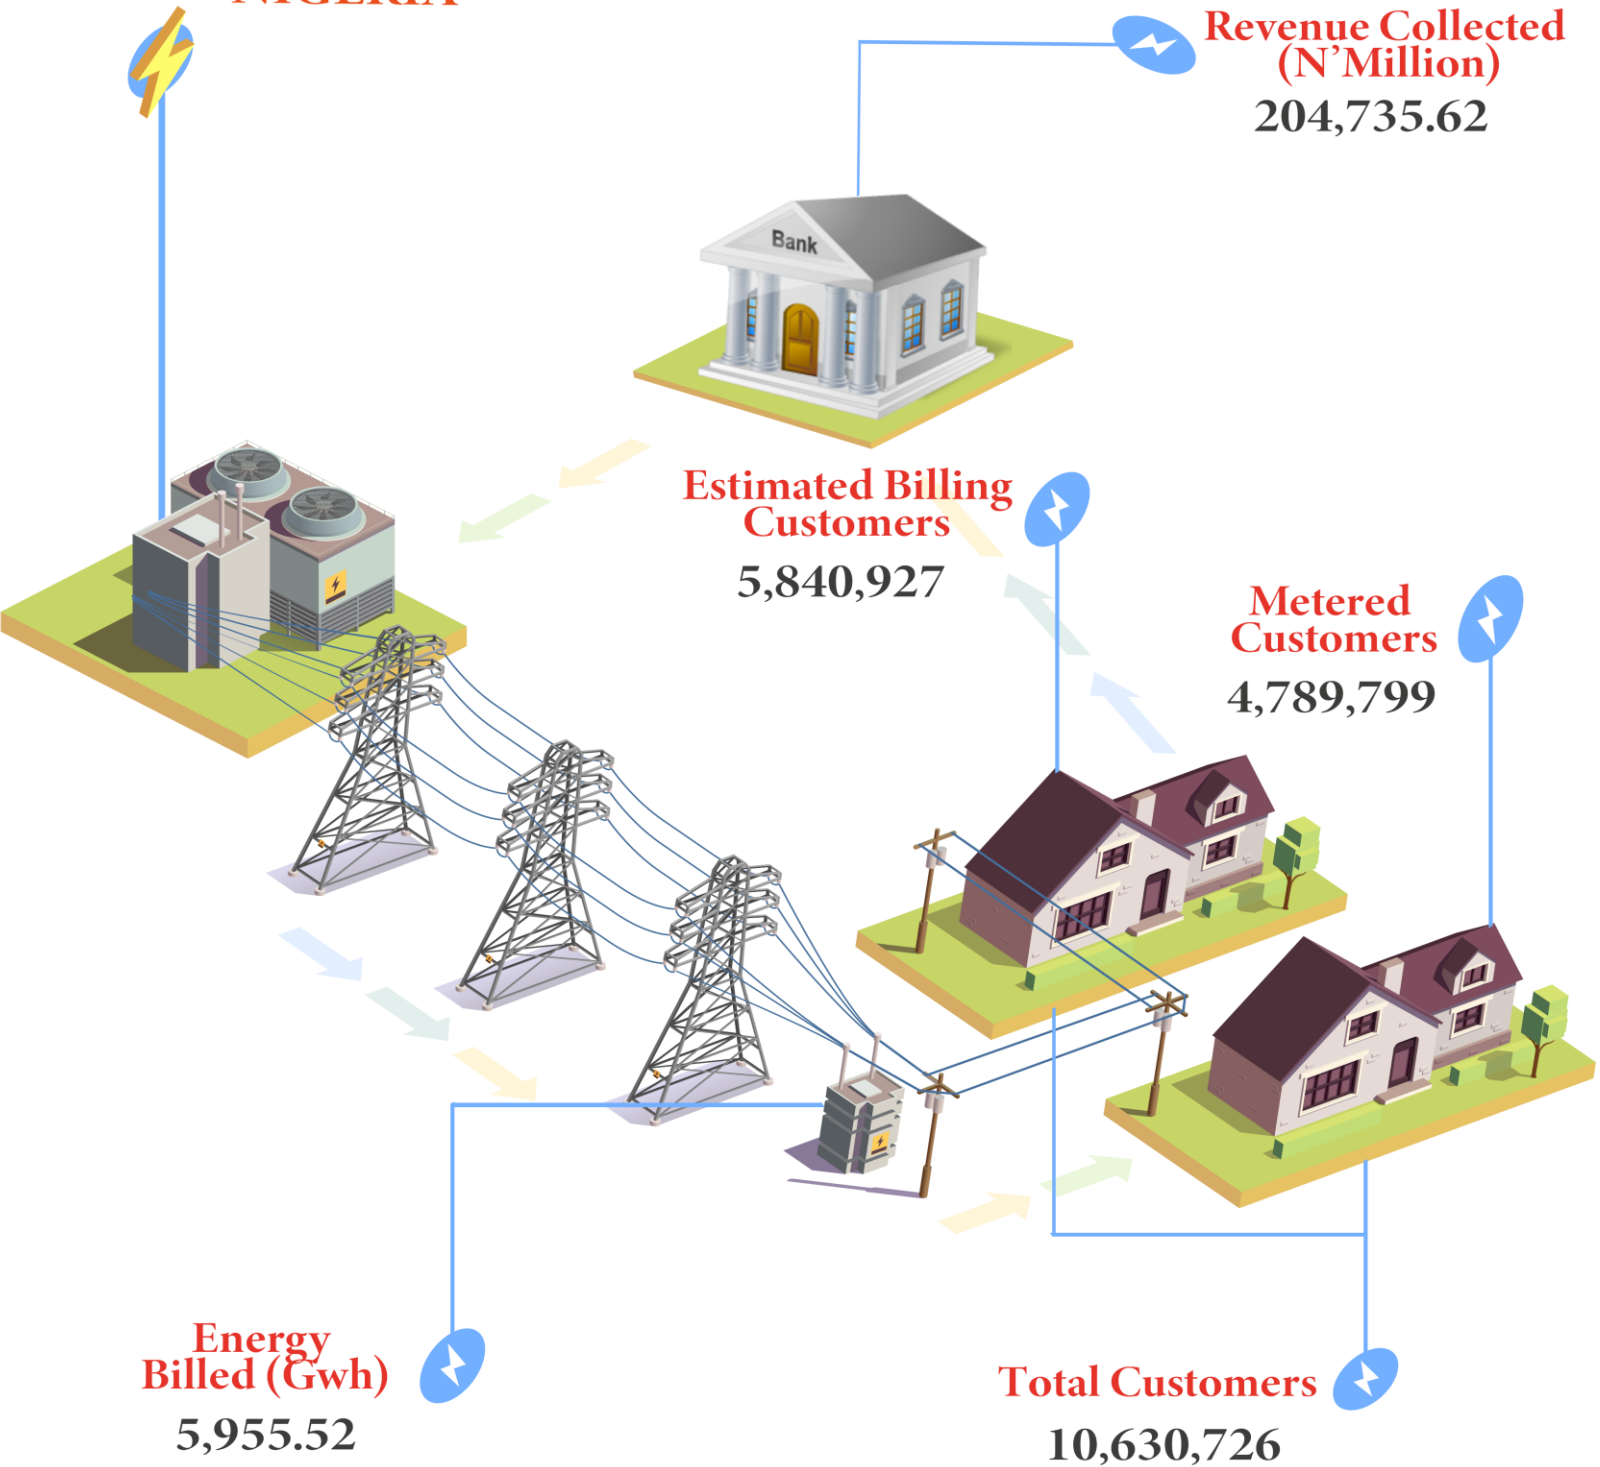 NIGERIA
Revenue Collected
(N’Million)
204,735.62
Bank
Estimated Billing
Customers
5,840,927
Metered
Customers
4,789,799
Energy
Billed (Gwh)
5,955.52
Total Customers
10,630,726